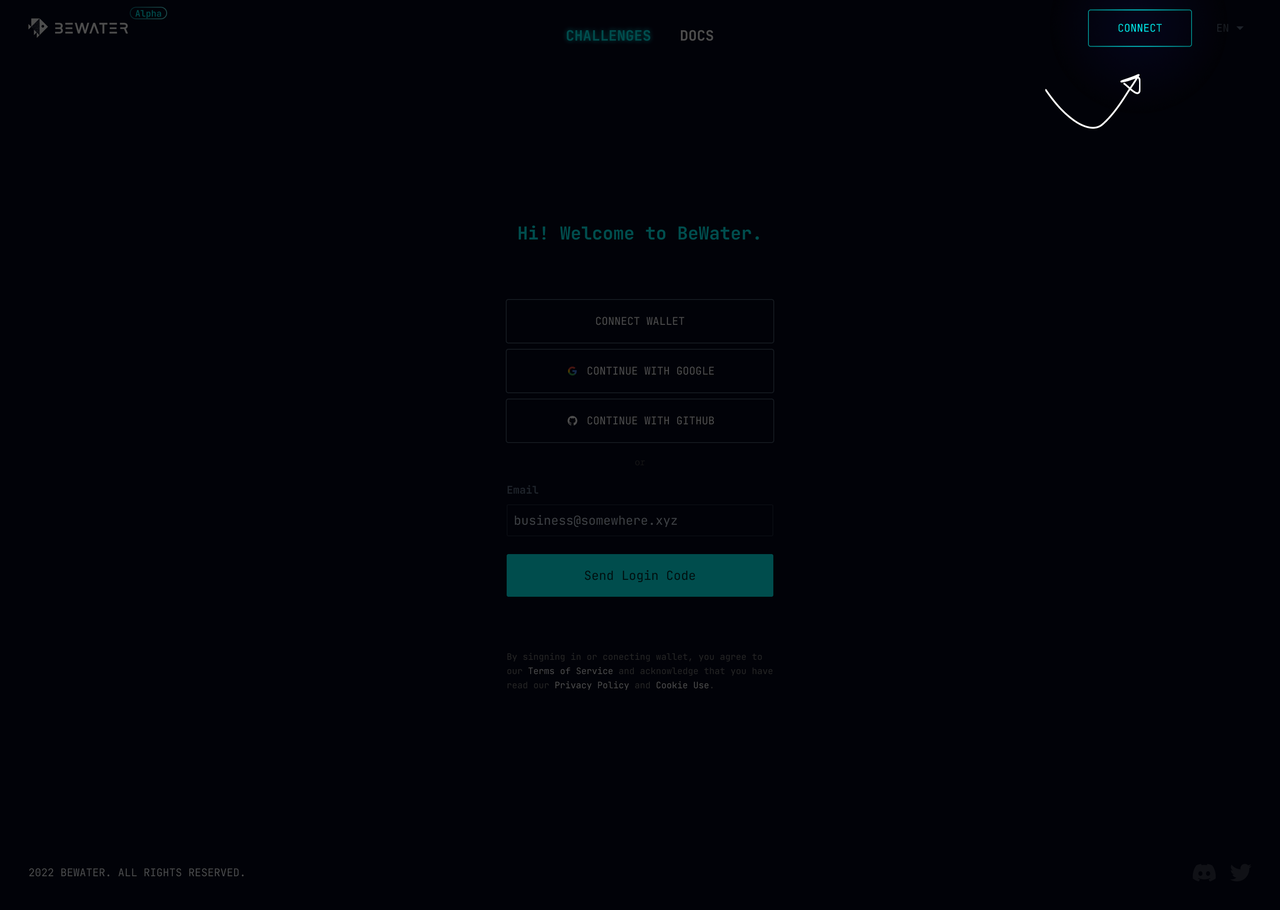 BEWATER
Alpha
CHALLENGES
DOCS
CONNECT
EN
Hi! Welcome to BeWater.
CONNECT WALLET
CONTINUE WITH GOOGLE
CONTINUE WITH GITHUB
or
Email
business@somewhere.xyz
Send Login Code
By singning in or conecting wallet, you agree to
our Terms of Service and acknowledge that you have
read our Privacy Policy and Cookie Use.
2022 BEWATER. ALL RIGHTS RESERVED.